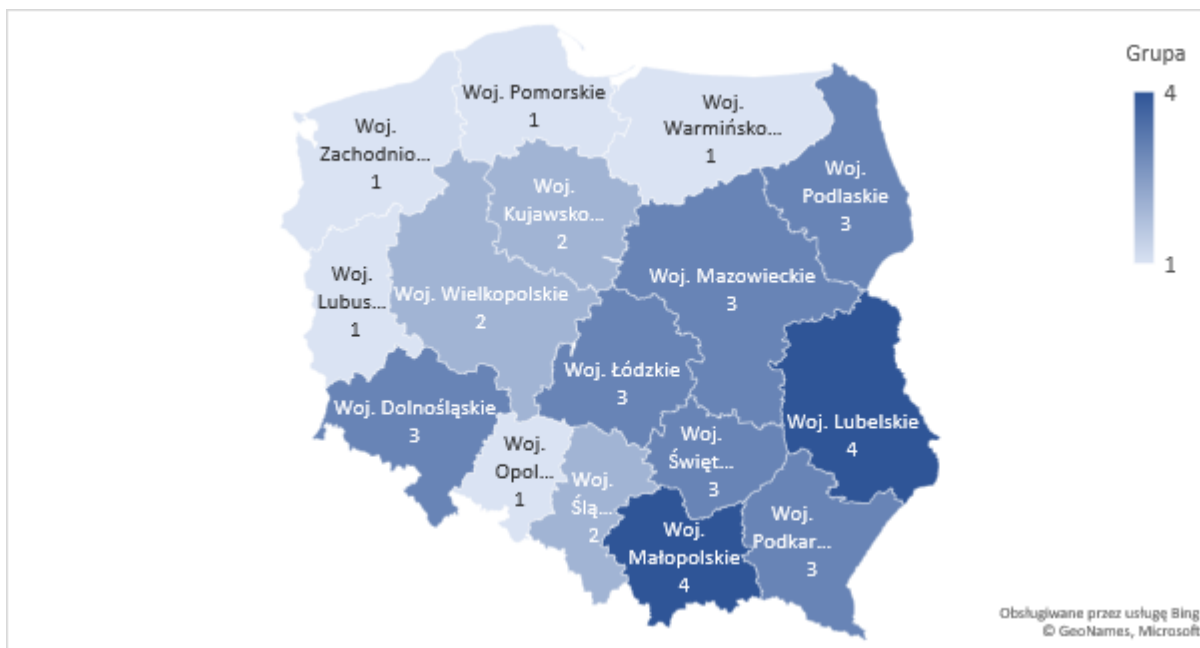 Grupa
4
1
Woj. Pomorskie
1
Woj.
Warmińsko ...
1
Woj.
Zachodnio...
1
Woj.
Podlaskie
3
Woj.
Kujawsko...
2
Woj. Mazowieckie
3
Woj.
Lubus...
1
Woj. Wielkopolskie
2
Woj. Łódzkie
3
Woj. Dolnośląskie
3
Woj. Lubelskie
4
Woj.
Opol...
1
Woj.
Święt...
3
Woj.
Ślą...
2
Woj.
Małopolskie
4
Woj.
Podkar...
3
Obsługiwane przez usługę Bing
© GeoNames, Microsoft